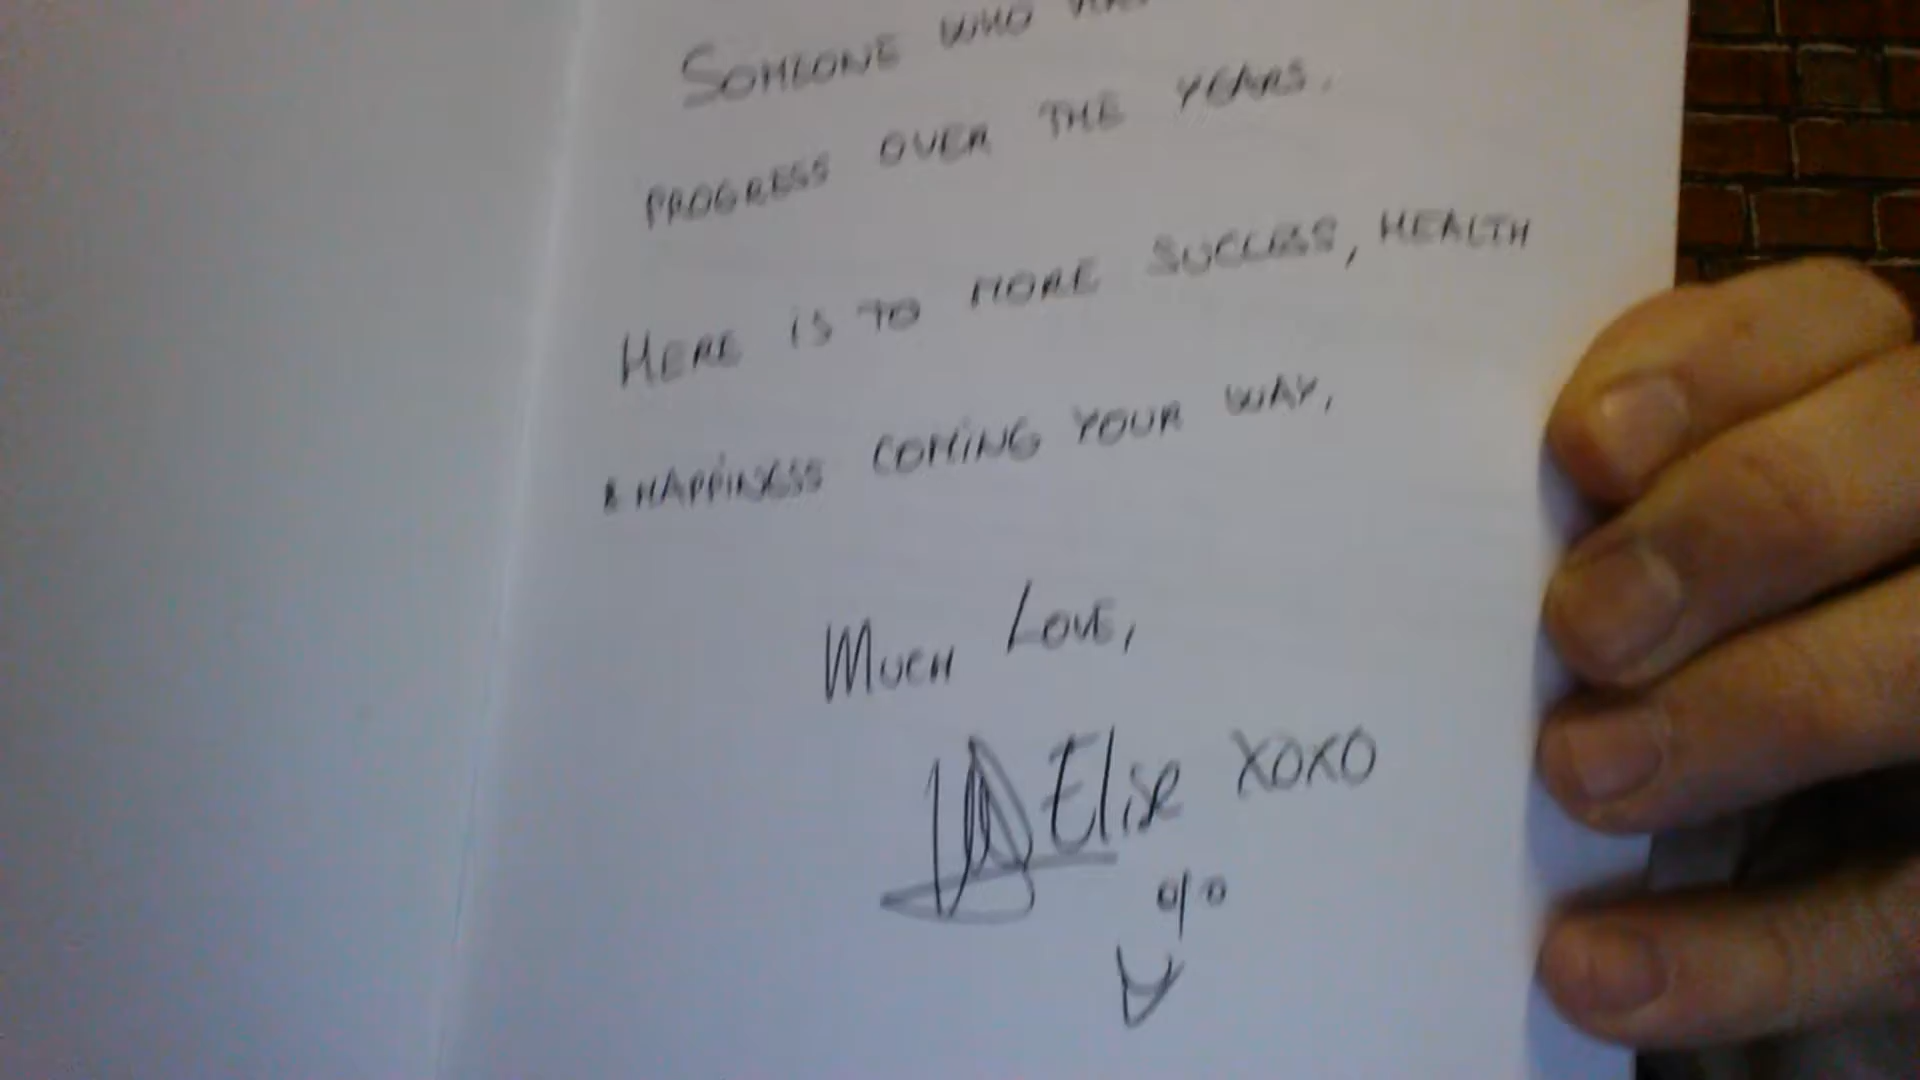 SOMEONE WHO
PROGRESS OVER THE YEARS.
HERE IS TO MORE SUCCESS, HEALTH
& HAPPINESS COMING YOUR WAY,
MUCH LOVE,
Elise XOXO